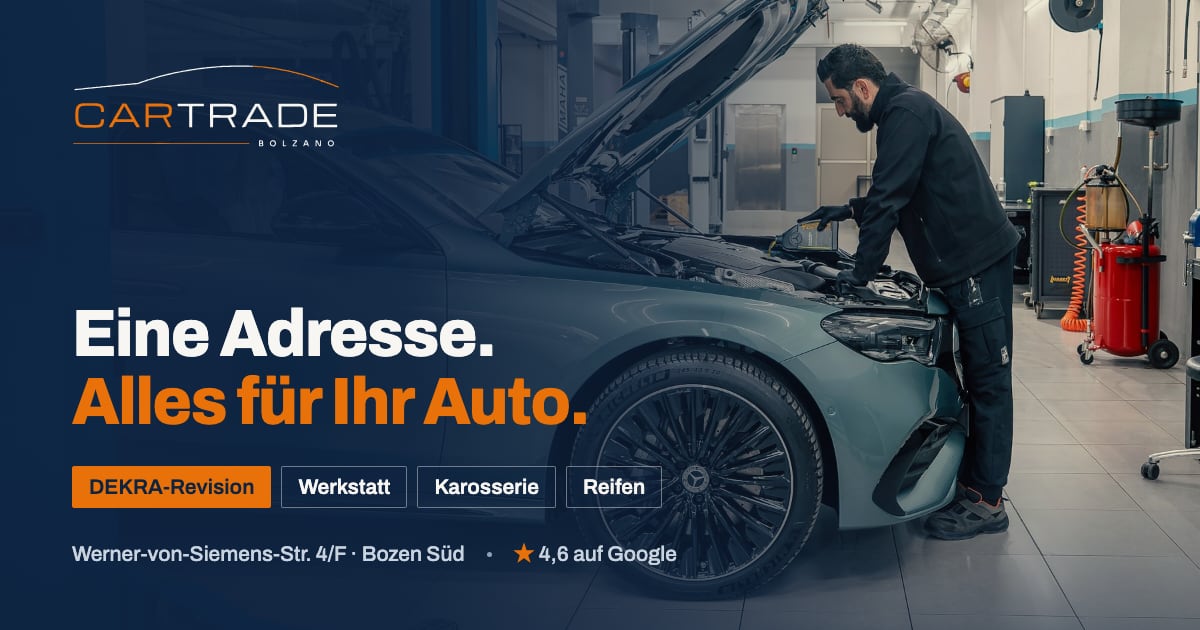 CARTRADE
BOLZANO
Eine Adresse.
Alles für Ihr Auto.
DEKRA-Revision
Werkstatt
Karosserie
Reifen
Werner-von-Siemens-Str. 4/F · Bozen Süd • ★ 4,6 auf Google